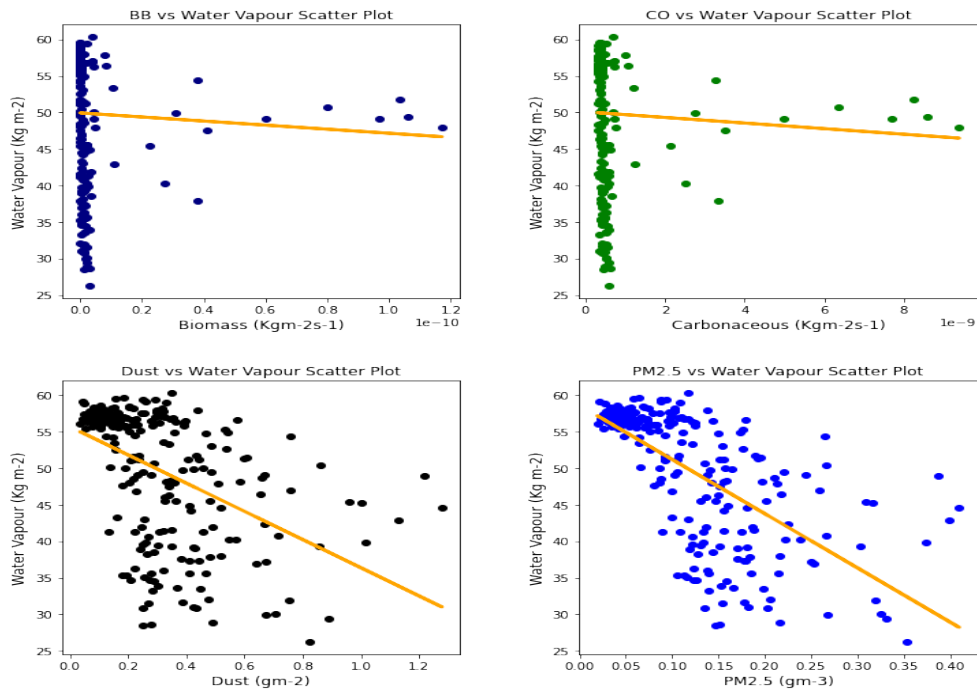 BB vs Water Vapour Scatter Plot
60
55
50
45
40
35
30
25
Water Vapour (Kg m-2)
0.0 0.2 0.4 0.6 0.8 1.0 1.2
1e−10
Biomass (Kgm-2s-1)
CO vs Water Vapour Scatter Plot
60
55
50
45
40
35
30
25
Water Vapour (Kg m-2)
0 2 4 6 8
1e−9
Carbonaceous (Kgm-2s-1)
Dust vs Water Vapour Scatter Plot
60
55
50
45
40
35
30
25
Water Vapour (Kg m-2)
0.0 0.2 0.4 0.6 0.8 1.0 1.2
Dust (gm-2)
PM2.5 vs Water Vapour Scatter Plot
60
55
50
45
40
35
30
25
Water Vapour (Kg m-2)
0.00 0.05 0.10 0.15 0.20 0.25 0.30 0.35 0.40
PM2.5 (gm-3)